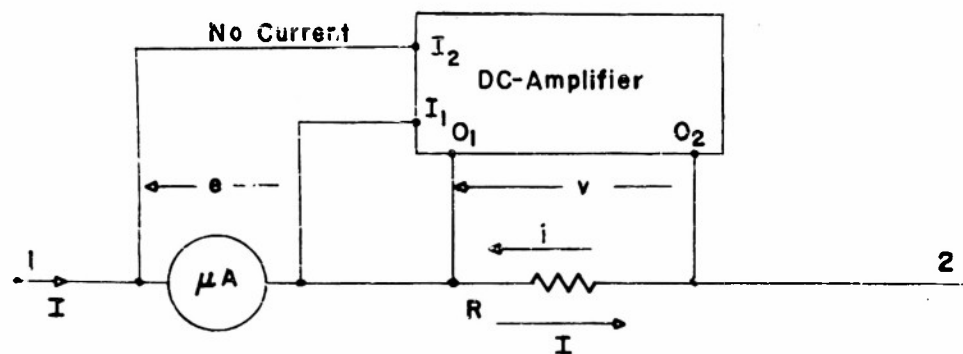 No Current
I₂
DC-Amplifier
I₁
O₁
O₂
e
v
i
1
μA
2
I
R
I